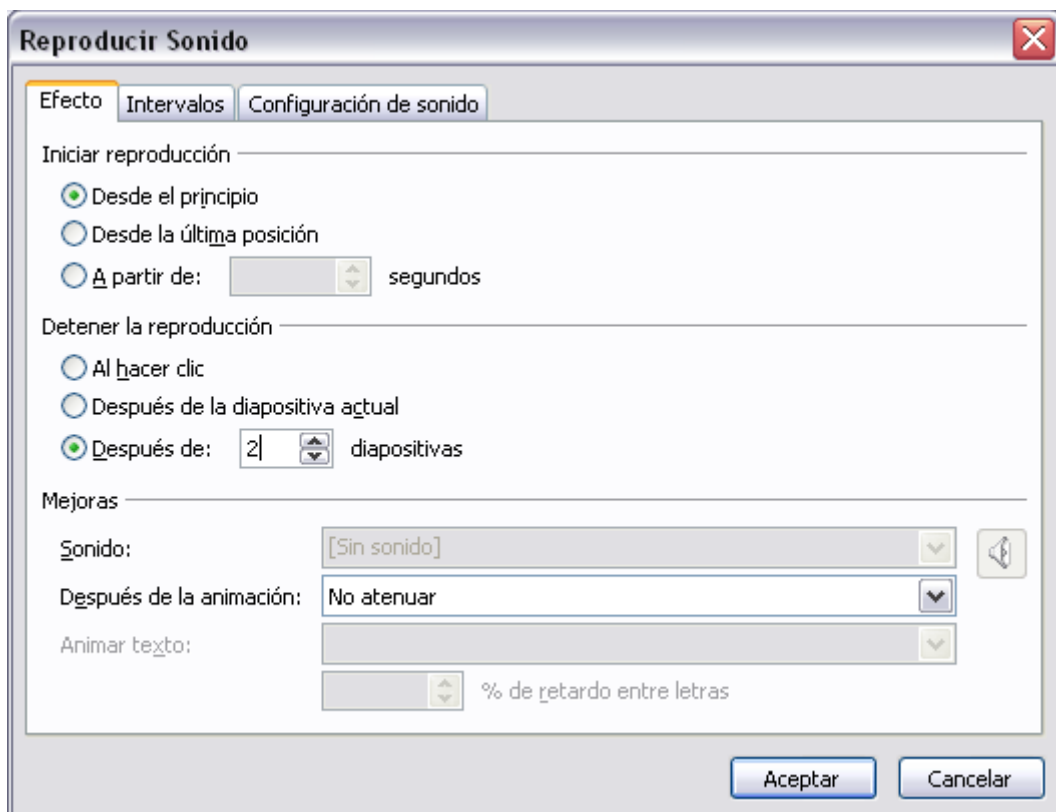 Reproducir Sonido
Efecto Intervalos Configuración de sonido
Iniciar reproducción
Desde el principio
Desde la última posición
A partir de: segundos
Detener la reproducción
Al hacer clic
Después de la diapositiva actual
Después de: 2 diapositivas
Mejoras
Sonido: [Sin sonido]
Después de la animación: No atenuar
Animar texto:
% de retardo entre letras
Aceptar Cancelar